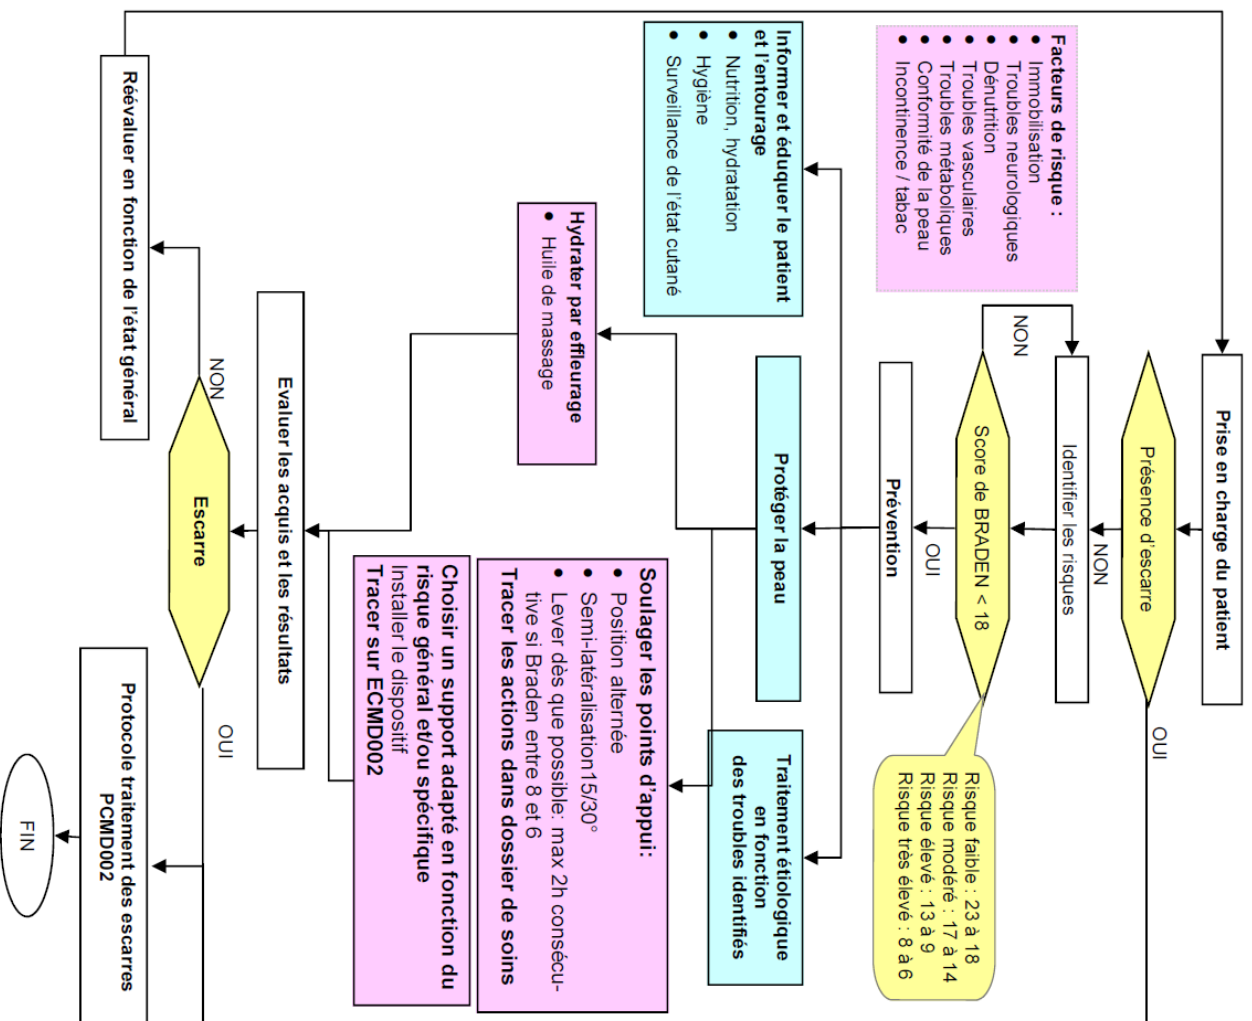 Prise en charge du patient
Présence d'escarre
OUI
NON
Identifier les risques
Facteurs de risque :
• Immobilisation
• Troubles neurologiques
• Dénutrition
• Troubles vasculaires
• Troubles métaboliques
• Conformité de la peau
• Incontinence / tabac
NON
Score de BRADEN < 18
Risque faible : 23 à 18
Risque modéré : 17 à 14
Risque élevé : 13 à 9
Risque très élevé : 8 à 6
OUI
Prévention
Informer et éduquer le patient
et l'entourage
• Nutrition, hydratation
• Hygiène
• Surveillance de l'état cutané
Protéger la peau
Traitement étiologique
en fonction
des troubles identifiés
Hydrater par effleurage
• Huile de massage
Soulager les points d'appui:
• Position alternée
• Semi-latéralisation15/30°
• Lever dès que possible: max 2h consécu-
tive si Braden entre 8 et 6
Tracer les actions dans dossier de soins
Choisir un support adapté en fonction du
risque général et/ou spécifique
Installer le dispositif
Tracer sur ECMD002
Evaluer les acquis et les résultats
NON
Escarre
OUI
Réévaluer en fonction de l'état général
Protocole traitement des escarres
PCMD002
FIN